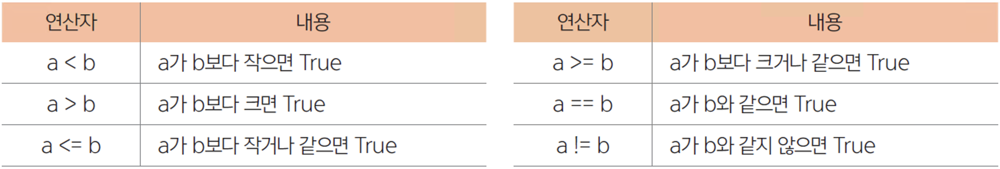 연산자 내용
a < b a가 b보다 작으면 True
a > b a가 b보다 크면 True
a <= b a가 b보다 작거나 같으면 True
연산자 내용
a >= b a가 b보다 크거나 같으면 True
a == b a가 b와 같으면 True
a != b a가 b와 같지 않으면 True